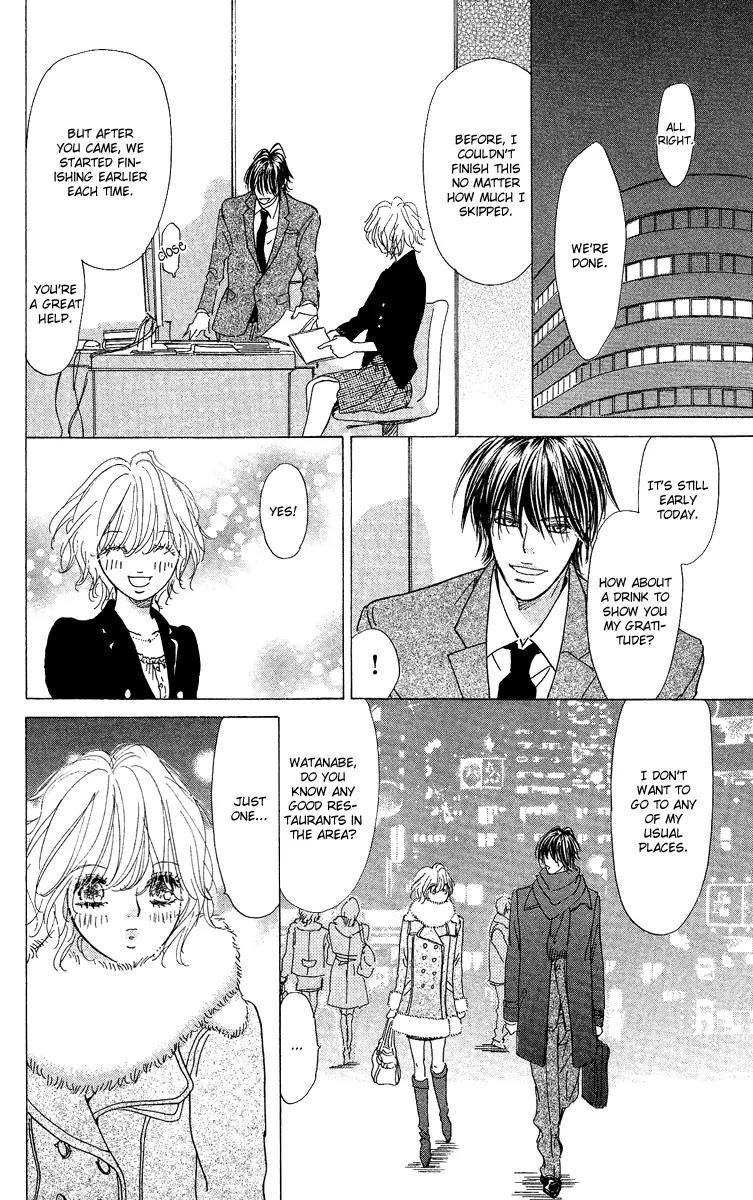 ALL
RIGHT.
WE'RE
DONE.
BEFORE, I
COULDN'T
FINISH THIS
NO MATTER
HOW MUCH I
SKIPPED.
BUT AFTER
YOU CAME, WE
STARTED FIN-
ISHING EARLIER
EACH TIME.
close
YOU'RE
A GREAT
HELP.
IT'S STILL
EARLY
TODAY.
HOW ABOUT
A DRINK TO
SHOW YOU
MY GRATI-
TUDE?
!
YES!
I DON'T
WANT TO
GO TO ANY
OF MY
USUAL
PLACES.
WATANABE,
DO YOU
KNOW ANY
GOOD RES-
TAURANTS IN
THE AREA?
...
JUST
ONE...